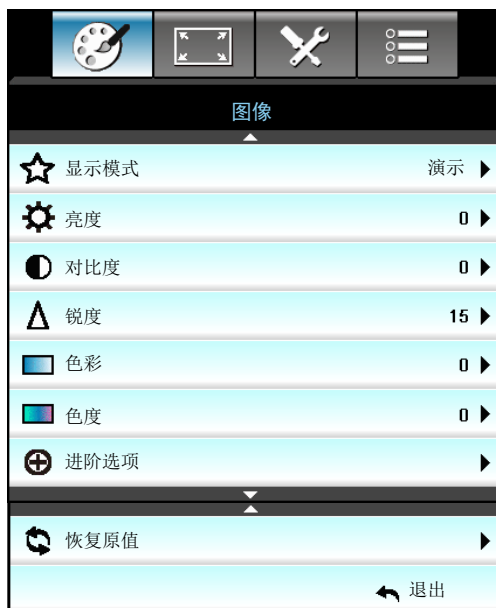 图像
显示模式 演示
亮度 0
对比度 0
锐度 15
色彩 0
色度 0
进阶选项
恢复原值
退出